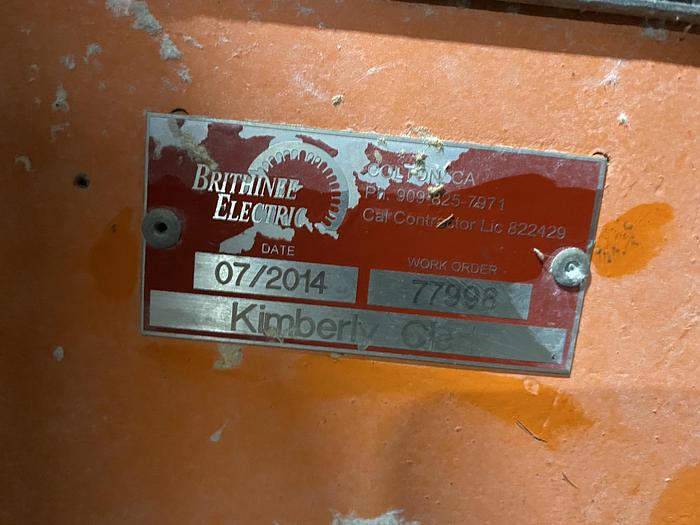 BRITHINEE
ELECTRIC
COLTON, CA
Ph. 909-825-7971
Cal Contractor Lic 822429
DATE
07/2014
WORK ORDER
77998
Kimberly